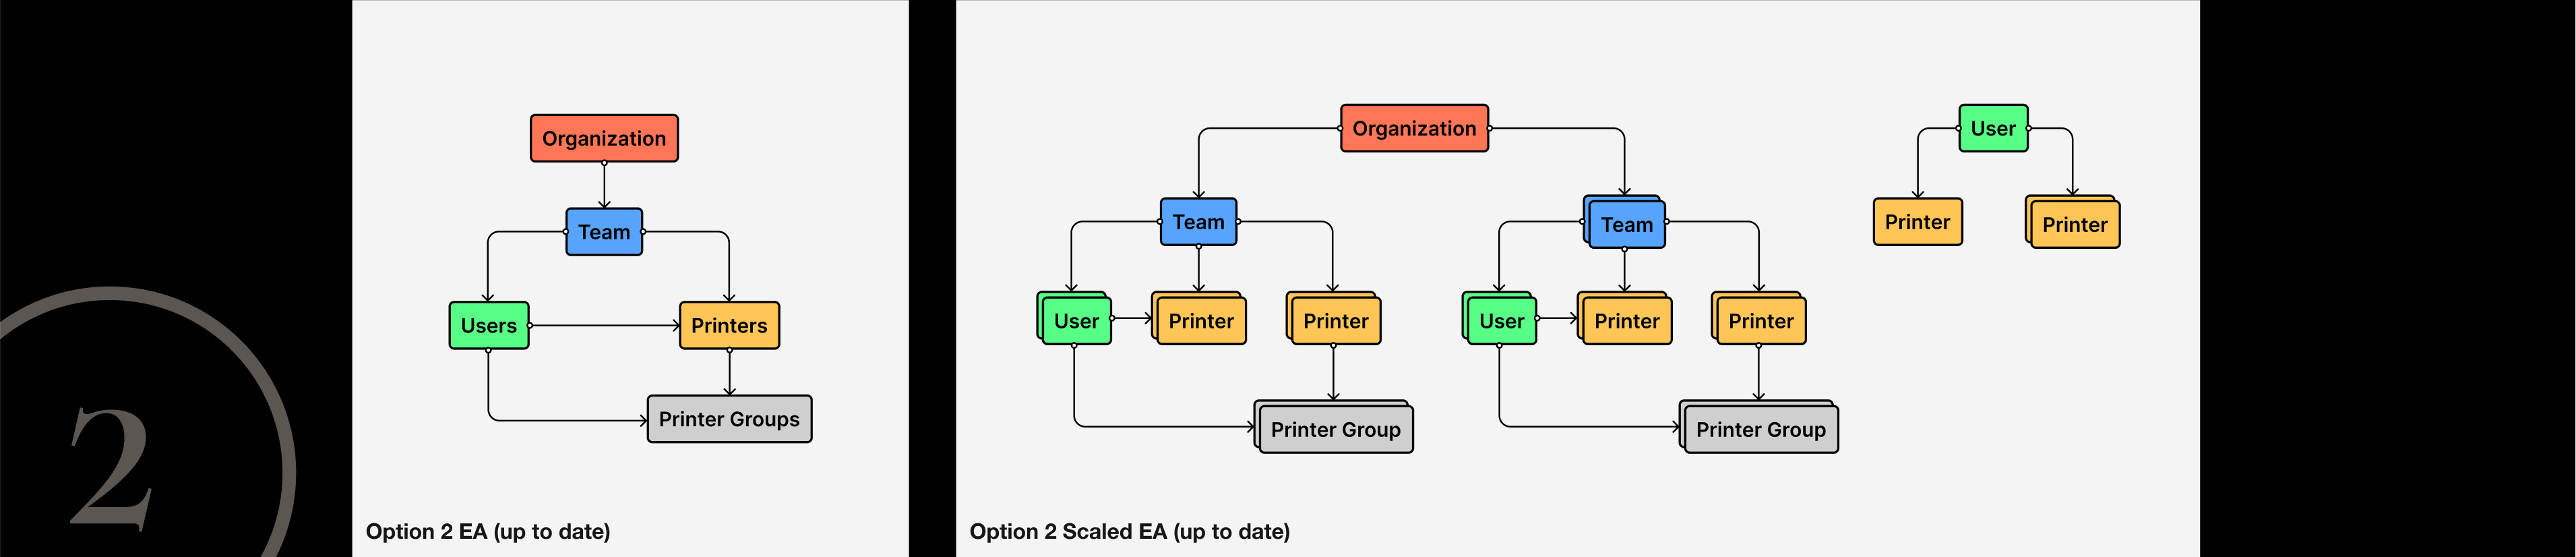 2
Organization
Team
Users
Printers
Printer Groups
Option 2 EA (up to date)
Organization
Team
Team
User
Printer
Printer
User
Printer
Printer
Printer Group
Printer Group
User
Printer
Printer
Option 2 Scaled EA (up to date)